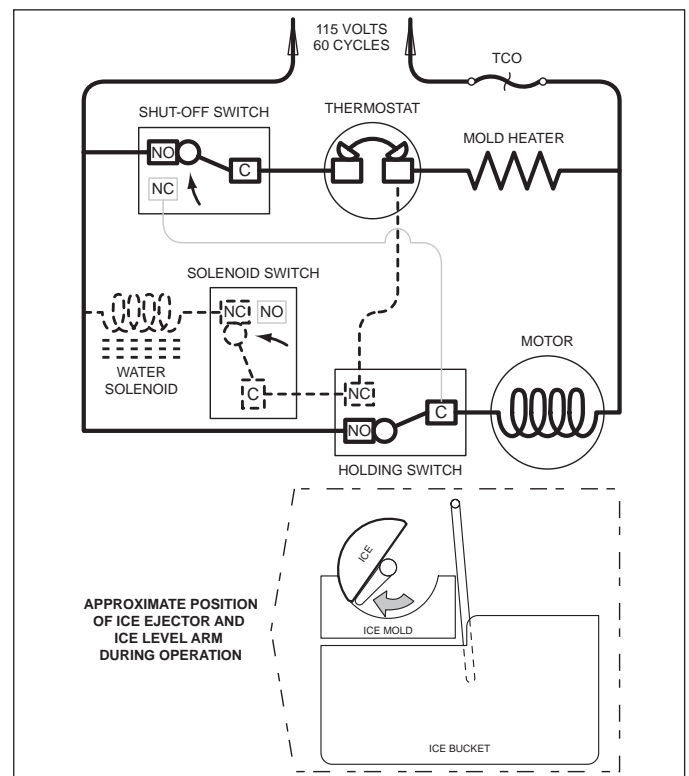 115 VOLTS
60 CYCLES
TCO
SHUT-OFF SWITCH
THERMOSTAT
MOLD HEATER
NO
C
NC
SOLENOID SWITCH
NC
NO
WATER
SOLENOID
C
NC
MOTOR
C
NO
HOLDING SWITCH
ICE
APPROXIMATE POSITION
OF ICE EJECTOR AND
ICE LEVEL ARM
DURING OPERATION
ICE MOLD
ICE BUCKET